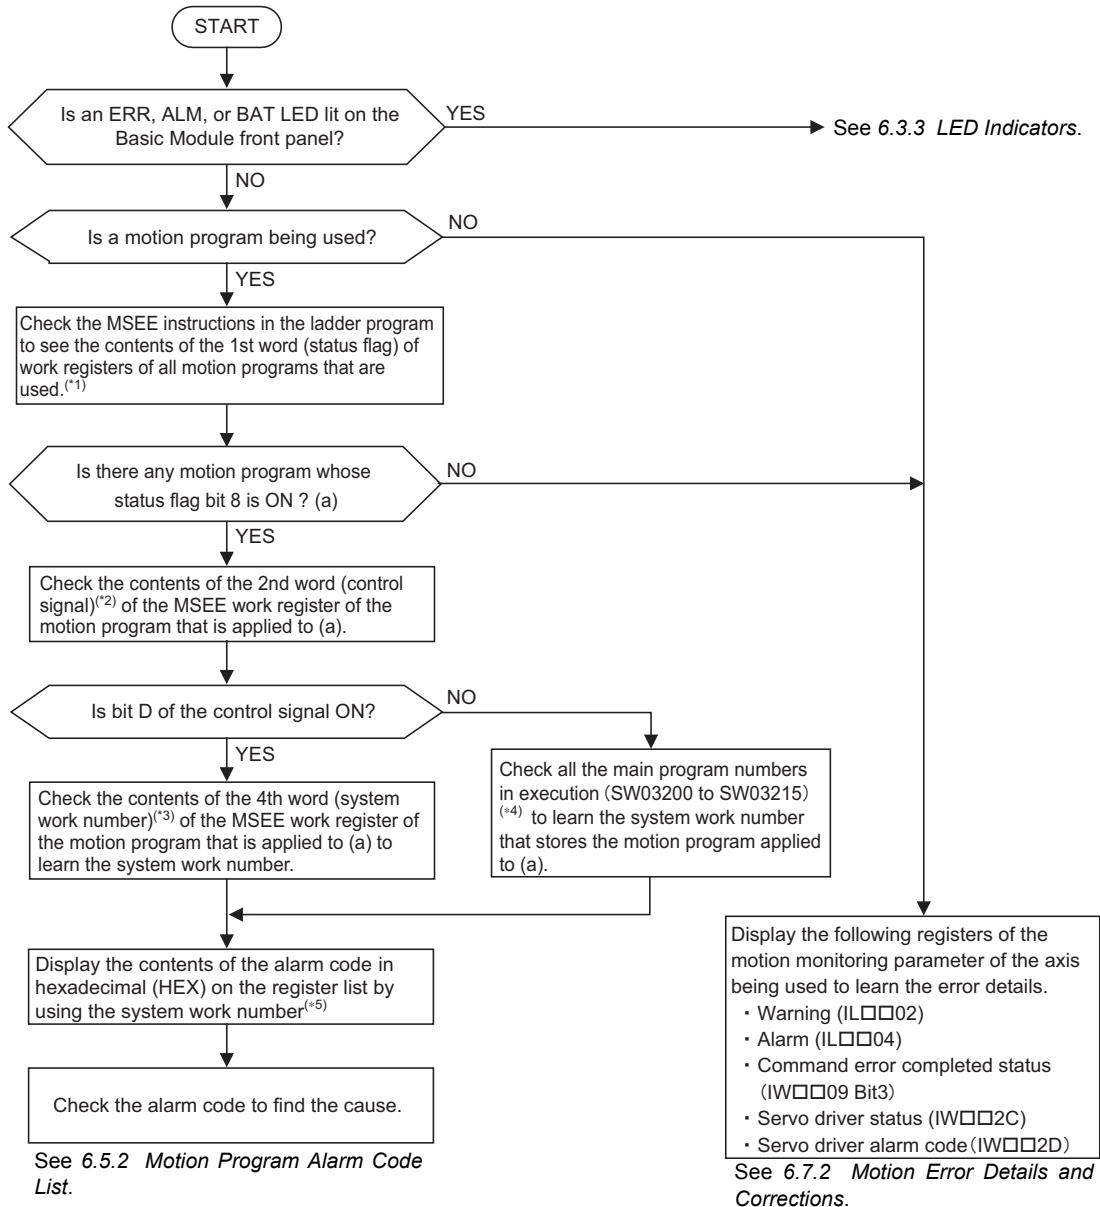 START
Is an ERR, ALM, or BAT LED lit on the
Basic Module front panel?
YES
See 6.3.3 LED Indicators.
NO
Is a motion program being used?
NO
YES
Check the MSEE instructions in the ladder program
to see the contents of the 1st word (status flag) of
work registers of all motion programs that are
used.(*1)
Is there any motion program whose
status flag bit 8 is ON ? (a)
NO
YES
Check the contents of the 2nd word (control
signal)(*2) of the MSEE work register of the
motion program that is applied to (a).
Is bit D of the control signal ON?
NO
YES
Check the contents of the 4th word (system
work number)(*3) of the MSEE work register of
the motion program that is applied to (a) to
learn the system work number.
Check all the main program numbers
in execution (SW03200 to SW03215)
(*4) to learn the system work number
that stores the motion program applied
to (a).
Display the contents of the alarm code in
hexadecimal (HEX) on the register list by
using the system work number(*5)
Check the alarm code to find the cause.
See 6.5.2 Motion Program Alarm Code
List.
Display the following registers of the
motion monitoring parameter of the axis
being used to learn the error details.
・Warning (IL□□02)
・Alarm (IL□□04)
・Command error completed status
(IW□□09 Bit3)
・Servo driver status (IW□□2C)
・Servo driver alarm code (IW□□2D)
See 6.7.2 Motion Error Details and
Corrections.